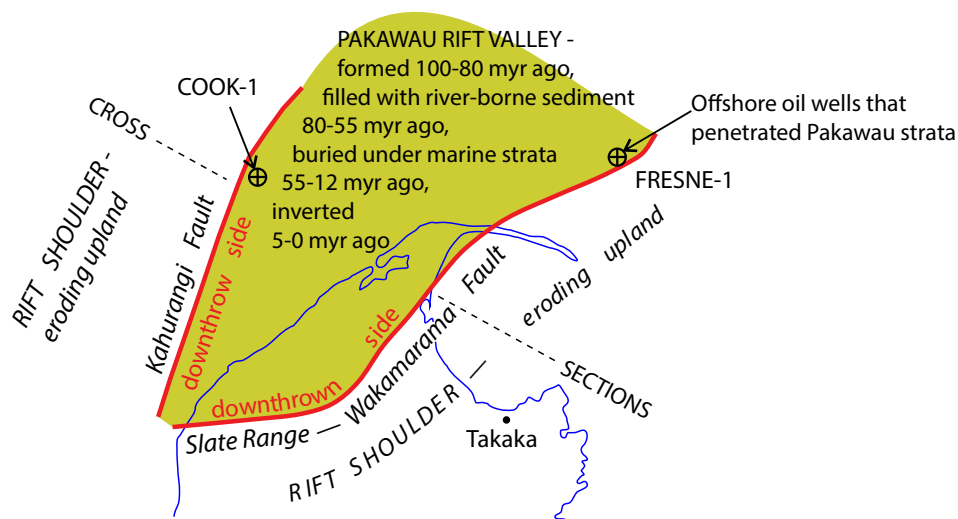 PAKAWAU RIFT VALLEY -
formed 100-80 myr ago,
filled with river-borne sediment
80-55 myr ago,
buried under marine strata
55-12 myr ago,
inverted
5-0 myr ago
COOK-1
CROSS
RIFT SHOULDER -
eroding upland
Kahurangi Fault
downthrow side
Offshore oil wells that
penetrated Pakawau strata
FRESNE-1
downthrown side
Slate Range — Wakamarama Fault
RIFT SHOULDER —
eroding upland
SECTIONS
Takaka